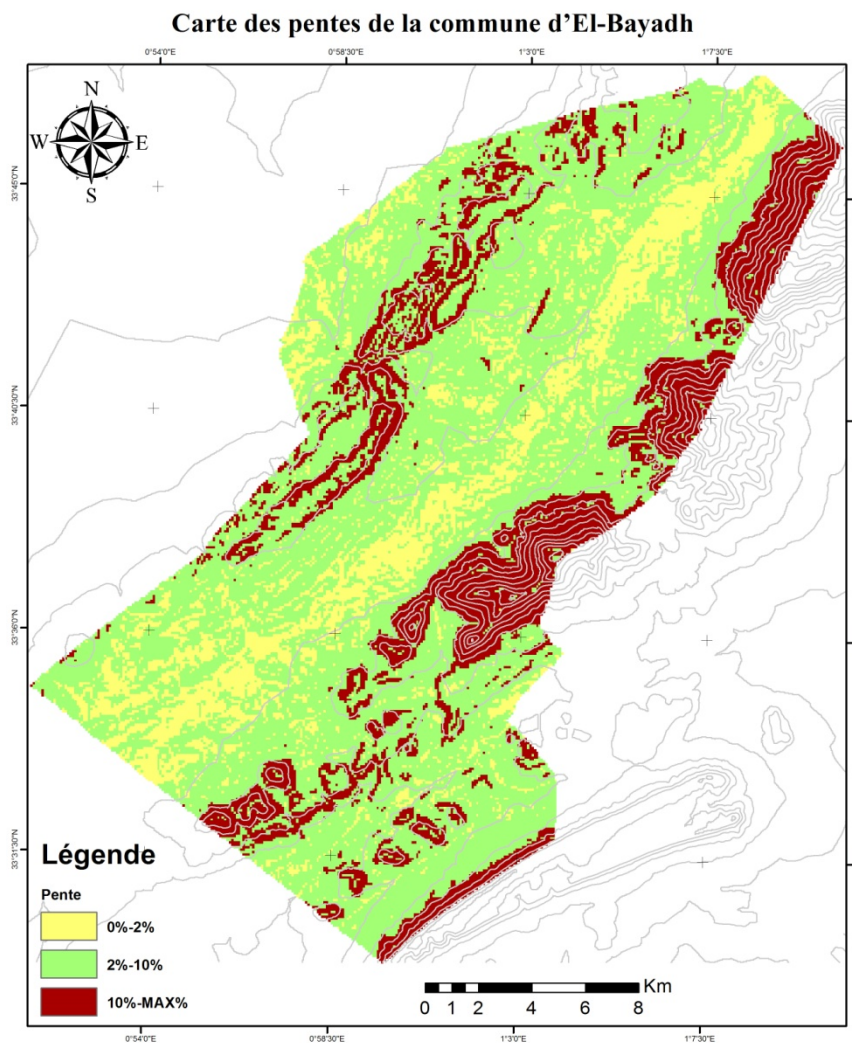 Carte des pentes de la commune d'El-Bayadh
0°54'0"E 0°58'30"E 1°3'0"E 1°7'30"E
N
W E
S
33°45'0"N
33°40'30"N
33°36'0"N
33°31'30"N
Légende
Pente
0%-2%
2%-10%
10%-MAX%
Km
0 1 2 4 6 8
0°54'0"E 0°58'30"E 1°3'0"E 1°7'30"E